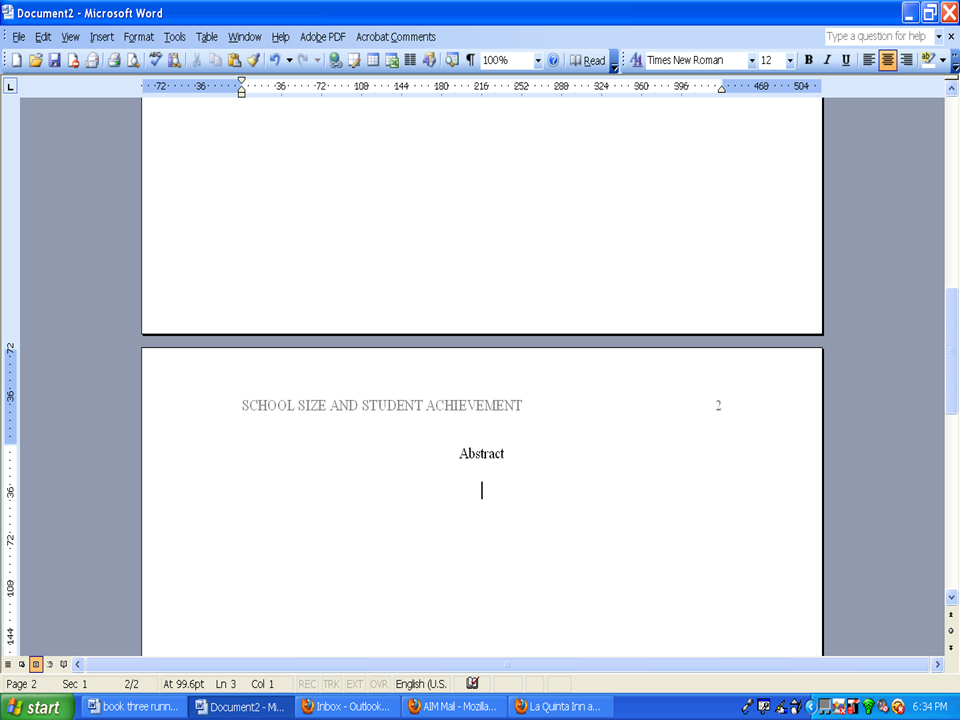 Document2 - Microsoft Word
File Edit View Insert Format Tools Table Window Help Adobe PDF Acrobat Comments Type a question for help
100% Read Times New Roman 12 B I U
72 36 36 72 108 144 180 216 252 288 324 360 396 468 504
SCHOOL SIZE AND STUDENT ACHIEVEMENT 2
Abstract
72
36
36
72
108
144
Page 2 Sec 1 2/2 At 99.6pt Ln 3 Col 1 REC TRK EXT OVR English (U.S.
start book three runn... Document2 - Mi... Inbox - Outlook... AIM Mail - Mozilla... La Quinta Inn a... 6:34 PM